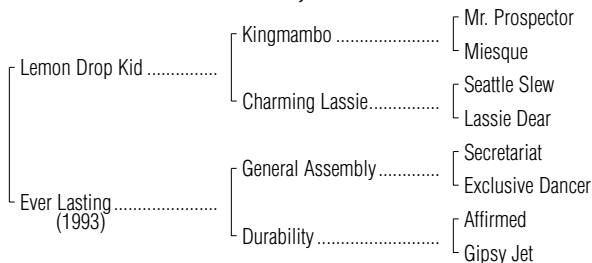 Mr. Prospector
Kingmambo ..................
Miesque
Lemon Drop Kid ...............
Seattle Slew
Charming Lassie...............
Lassie Dear
Secretariat
General Assembly.............
Exclusive Dancer
Ever Lasting......................
(1993)
Affirmed
Durability ......................
Gipsy Jet